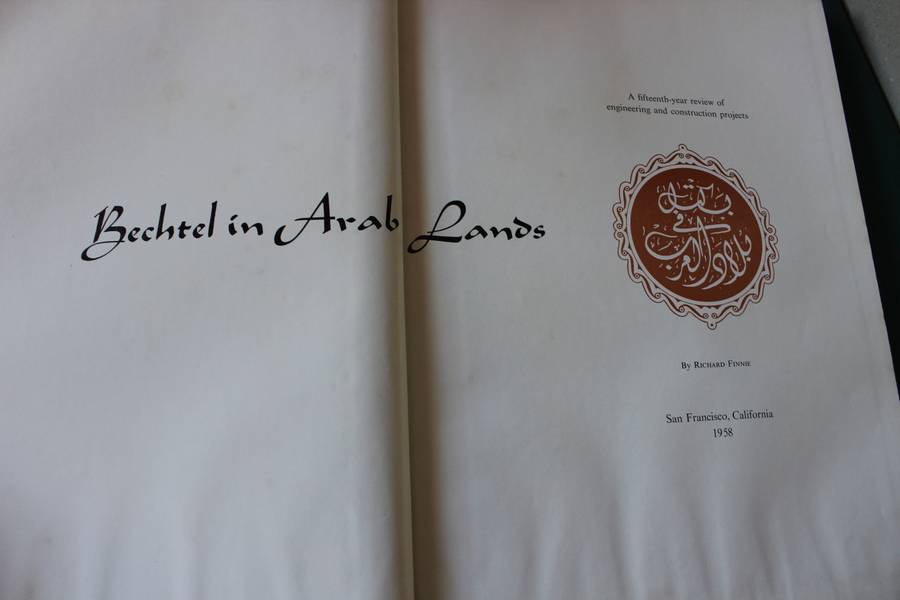 Bechtel in Arab Lands
A fifteenth-year review of
engineering and construction projects
بكتل
في
بلاد العرب
By RICHARD FINNIE
San Francisco, California
1958